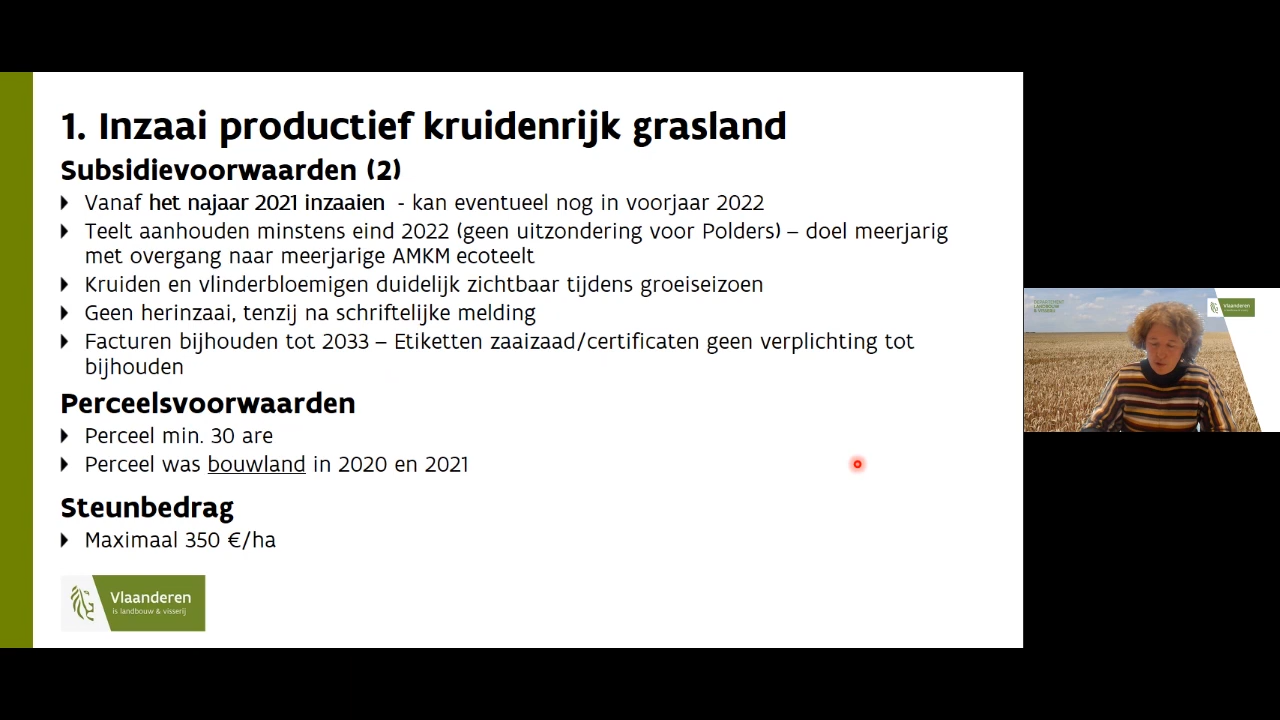 1. Inzaai productief kruidenrijk grasland
Subsidievoorwaarden (2)
Vanaf het najaar 2021 inzaaien - kan eventueel nog in voorjaar 2022
Teelt aanhouden minstens eind 2022 (geen uitzondering voor Polders) – doel meerjarig
met overgang naar meerjarige AMKM ecoteelt
Kruiden en vlinderbloemigen duidelijk zichtbaar tijdens groeiseizoen
Geen herinzaai, tenzij na schriftelijke melding
Facturen bijhouden tot 2033 – Etiketten zaaizaad/certificaten geen verplichting tot
bijhouden
Perceelsvoorwaarden
Perceel min. 30 are
Perceel was bouwland in 2020 en 2021
Steunbedrag
Maximaal 350 €/ha
Vlaanderen
is landbouw & visserij
DEPARTEMENT
LANDBOUW
& VISSERIJ
Vlaanderen